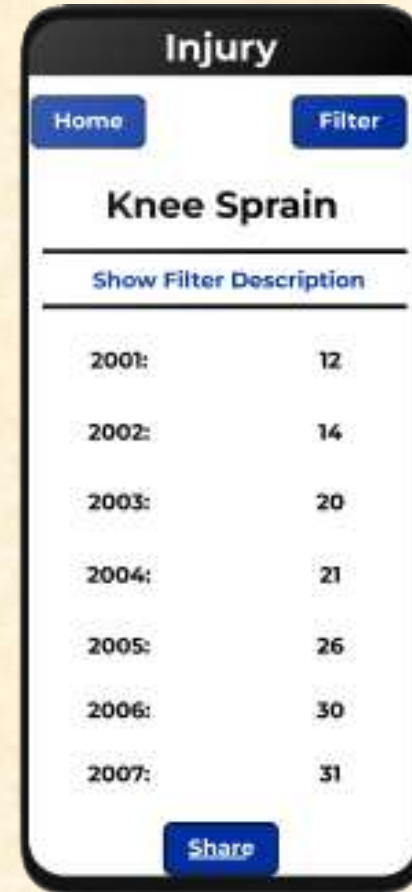 Injury
Home Filter
Knee Sprain
Show Filter Description
2001: 12
2002: 14
2003: 20
2004: 21
2005: 26
2006: 30
2007: 31
Share